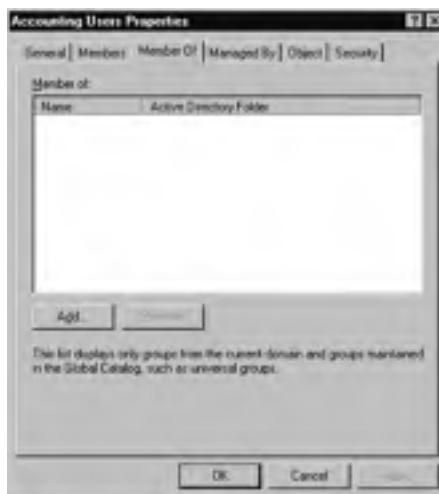 Accounting Users Properties
General Members Member Of Managed By Object Security
Member of:
Name Active Directory Folder
Add...
Remove
This list displays only groups from the current domain and groups maintained
in the Global Catalog, such as universal groups.
OK Cancel Apply